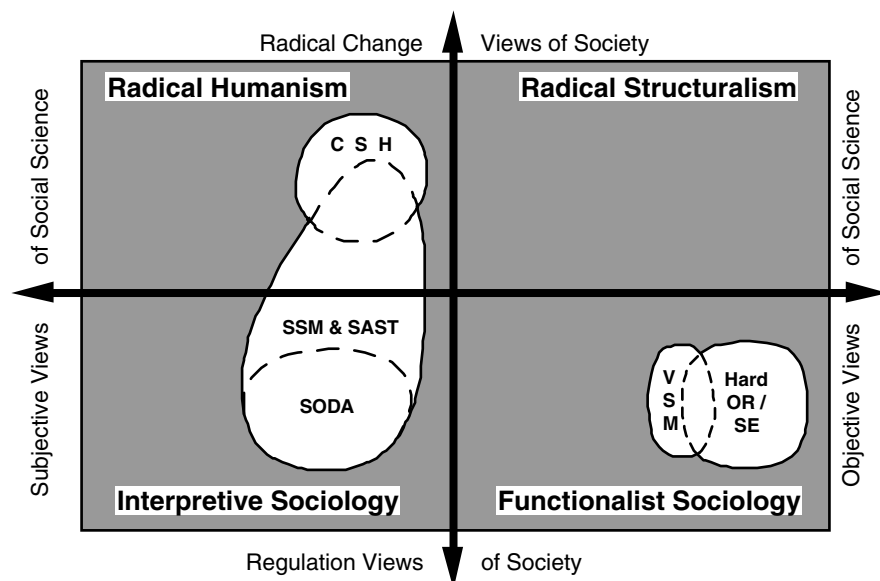 Radical Change Views of Society
Radical Humanism
Radical Structuralism
of Social Science
of Social Science
C S H
SSM & SAST
SODA
V
S
M
Hard
OR /
SE
Subjective Views
Objective Views
Interpretive Sociology
Functionalist Sociology
Regulation Views of Society